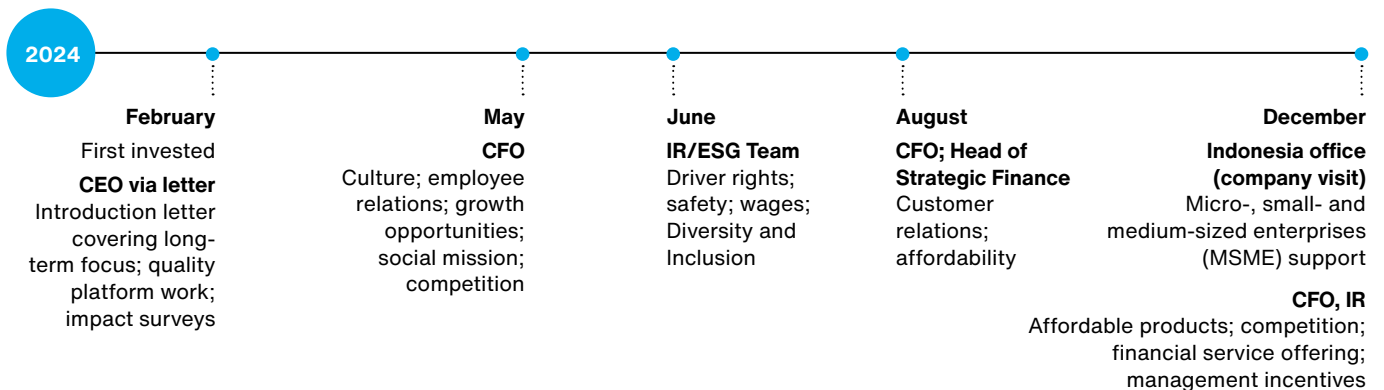 2024
February
First invested
CEO via letter
Introduction letter
covering long-
term focus; quality
platform work;
impact surveys
May
CFO
Culture; employee
relations; growth
opportunities;
social mission;
competition
June
IR/ESG Team
Driver rights;
safety; wages;
Diversity and
Inclusion
August
CFO; Head of
Strategic Finance
Customer
relations;
affordability
December
Indonesia office
(company visit)
Micro-, small- and
medium-sized enterprises
(MSME) support
CFO, IR
Affordable products; competition;
financial service offering;
management incentives